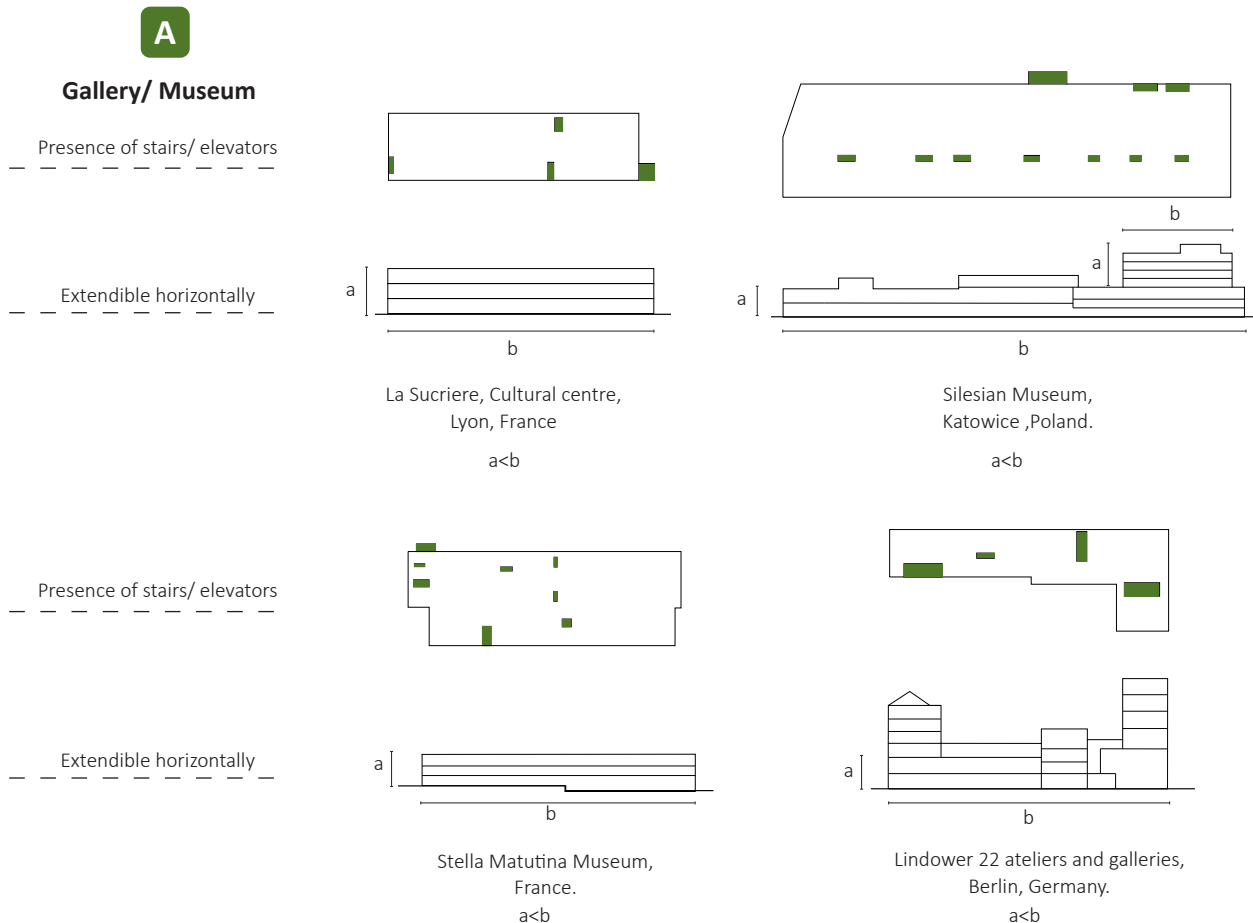 A
Gallery/ Museum
Presence of stairs/ elevators
b
a
Extendible horizontally
a
a
b
b
La Sucriere, Cultural centre,
Lyon, France
a<b
Silesian Museum,
Katowice ,Poland.
a<b
Presence of stairs/ elevators
Extendible horizontally
a
a
b
b
Stella Matutina Museum,
France.
a<b
Lindower 22 ateliers and galleries,
Berlin, Germany.
a<b